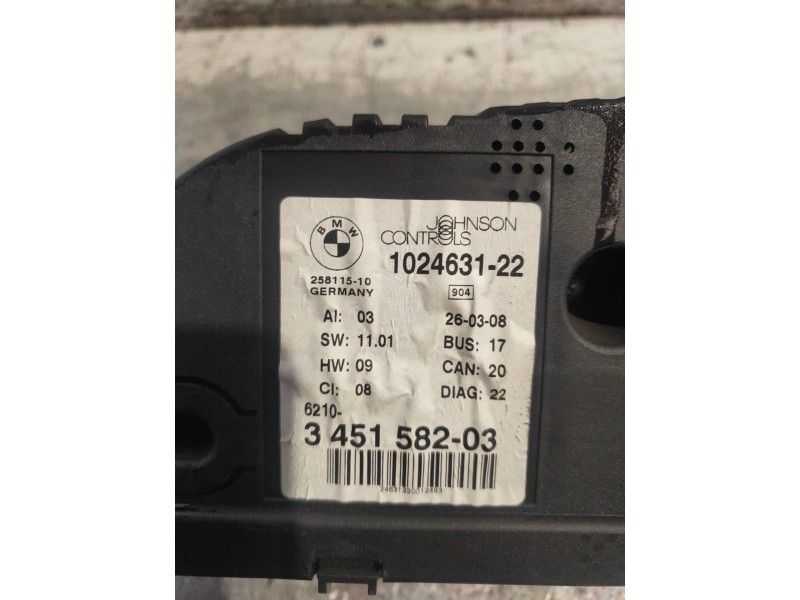 BMW
JOHNSON
CONTROLS
1024631-22
258115-10
GERMANY
904
AI: 03
26-03-08
SW: 11.01
BUS: 17
HW: 09
CAN: 20
CI: 08
DIAG: 22
6210-
3 451 582-03